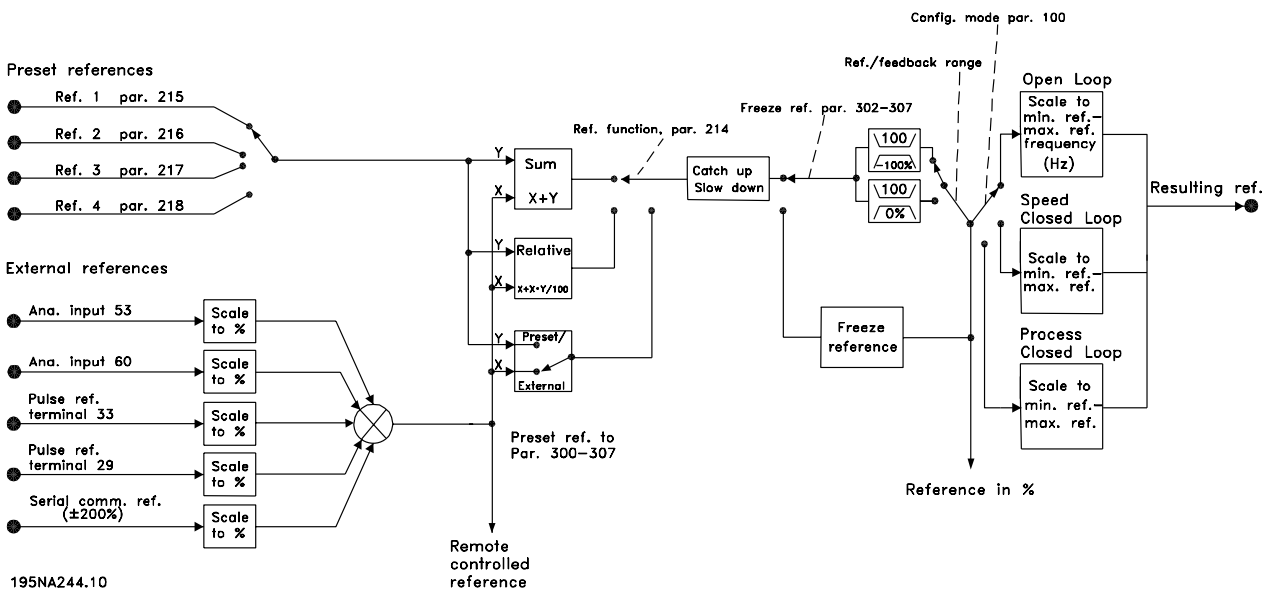 Config. mode par. 100
Ref./feedback range
Preset references
Ref. 1 par. 215
Ref. 2 par. 216
Ref. 3 par. 217
Ref. 4 par. 218
External references
Ana. input 53
Scale
to %
Ana. input 60
Scale
to %
Pulse ref.
terminal 33
Scale
to %
Pulse ref.
terminal 29
Scale
to %
Serial comm. ref.
(±200%)
Scale
to %
Y
X
Sum
X+Y
Y
X
Relative
X+X*Y/100
Y
X
Preset/
External
Preset ref. to
Par. 300-307
Remote
controlled
reference
Ref. function, par. 214
Catch up
Slow down
Freeze ref. par. 302-307
100
-100%
100
0%
Freeze
reference
Reference in %
Open Loop
Scale to
min. ref.-
max. ref.
frequency
(Hz)
Speed
Closed Loop
Scale to
min. ref.-
max. ref.
Process
Closed Loop
Scale to
min. ref.-
max. ref.
Resulting ref.
195NA244.10